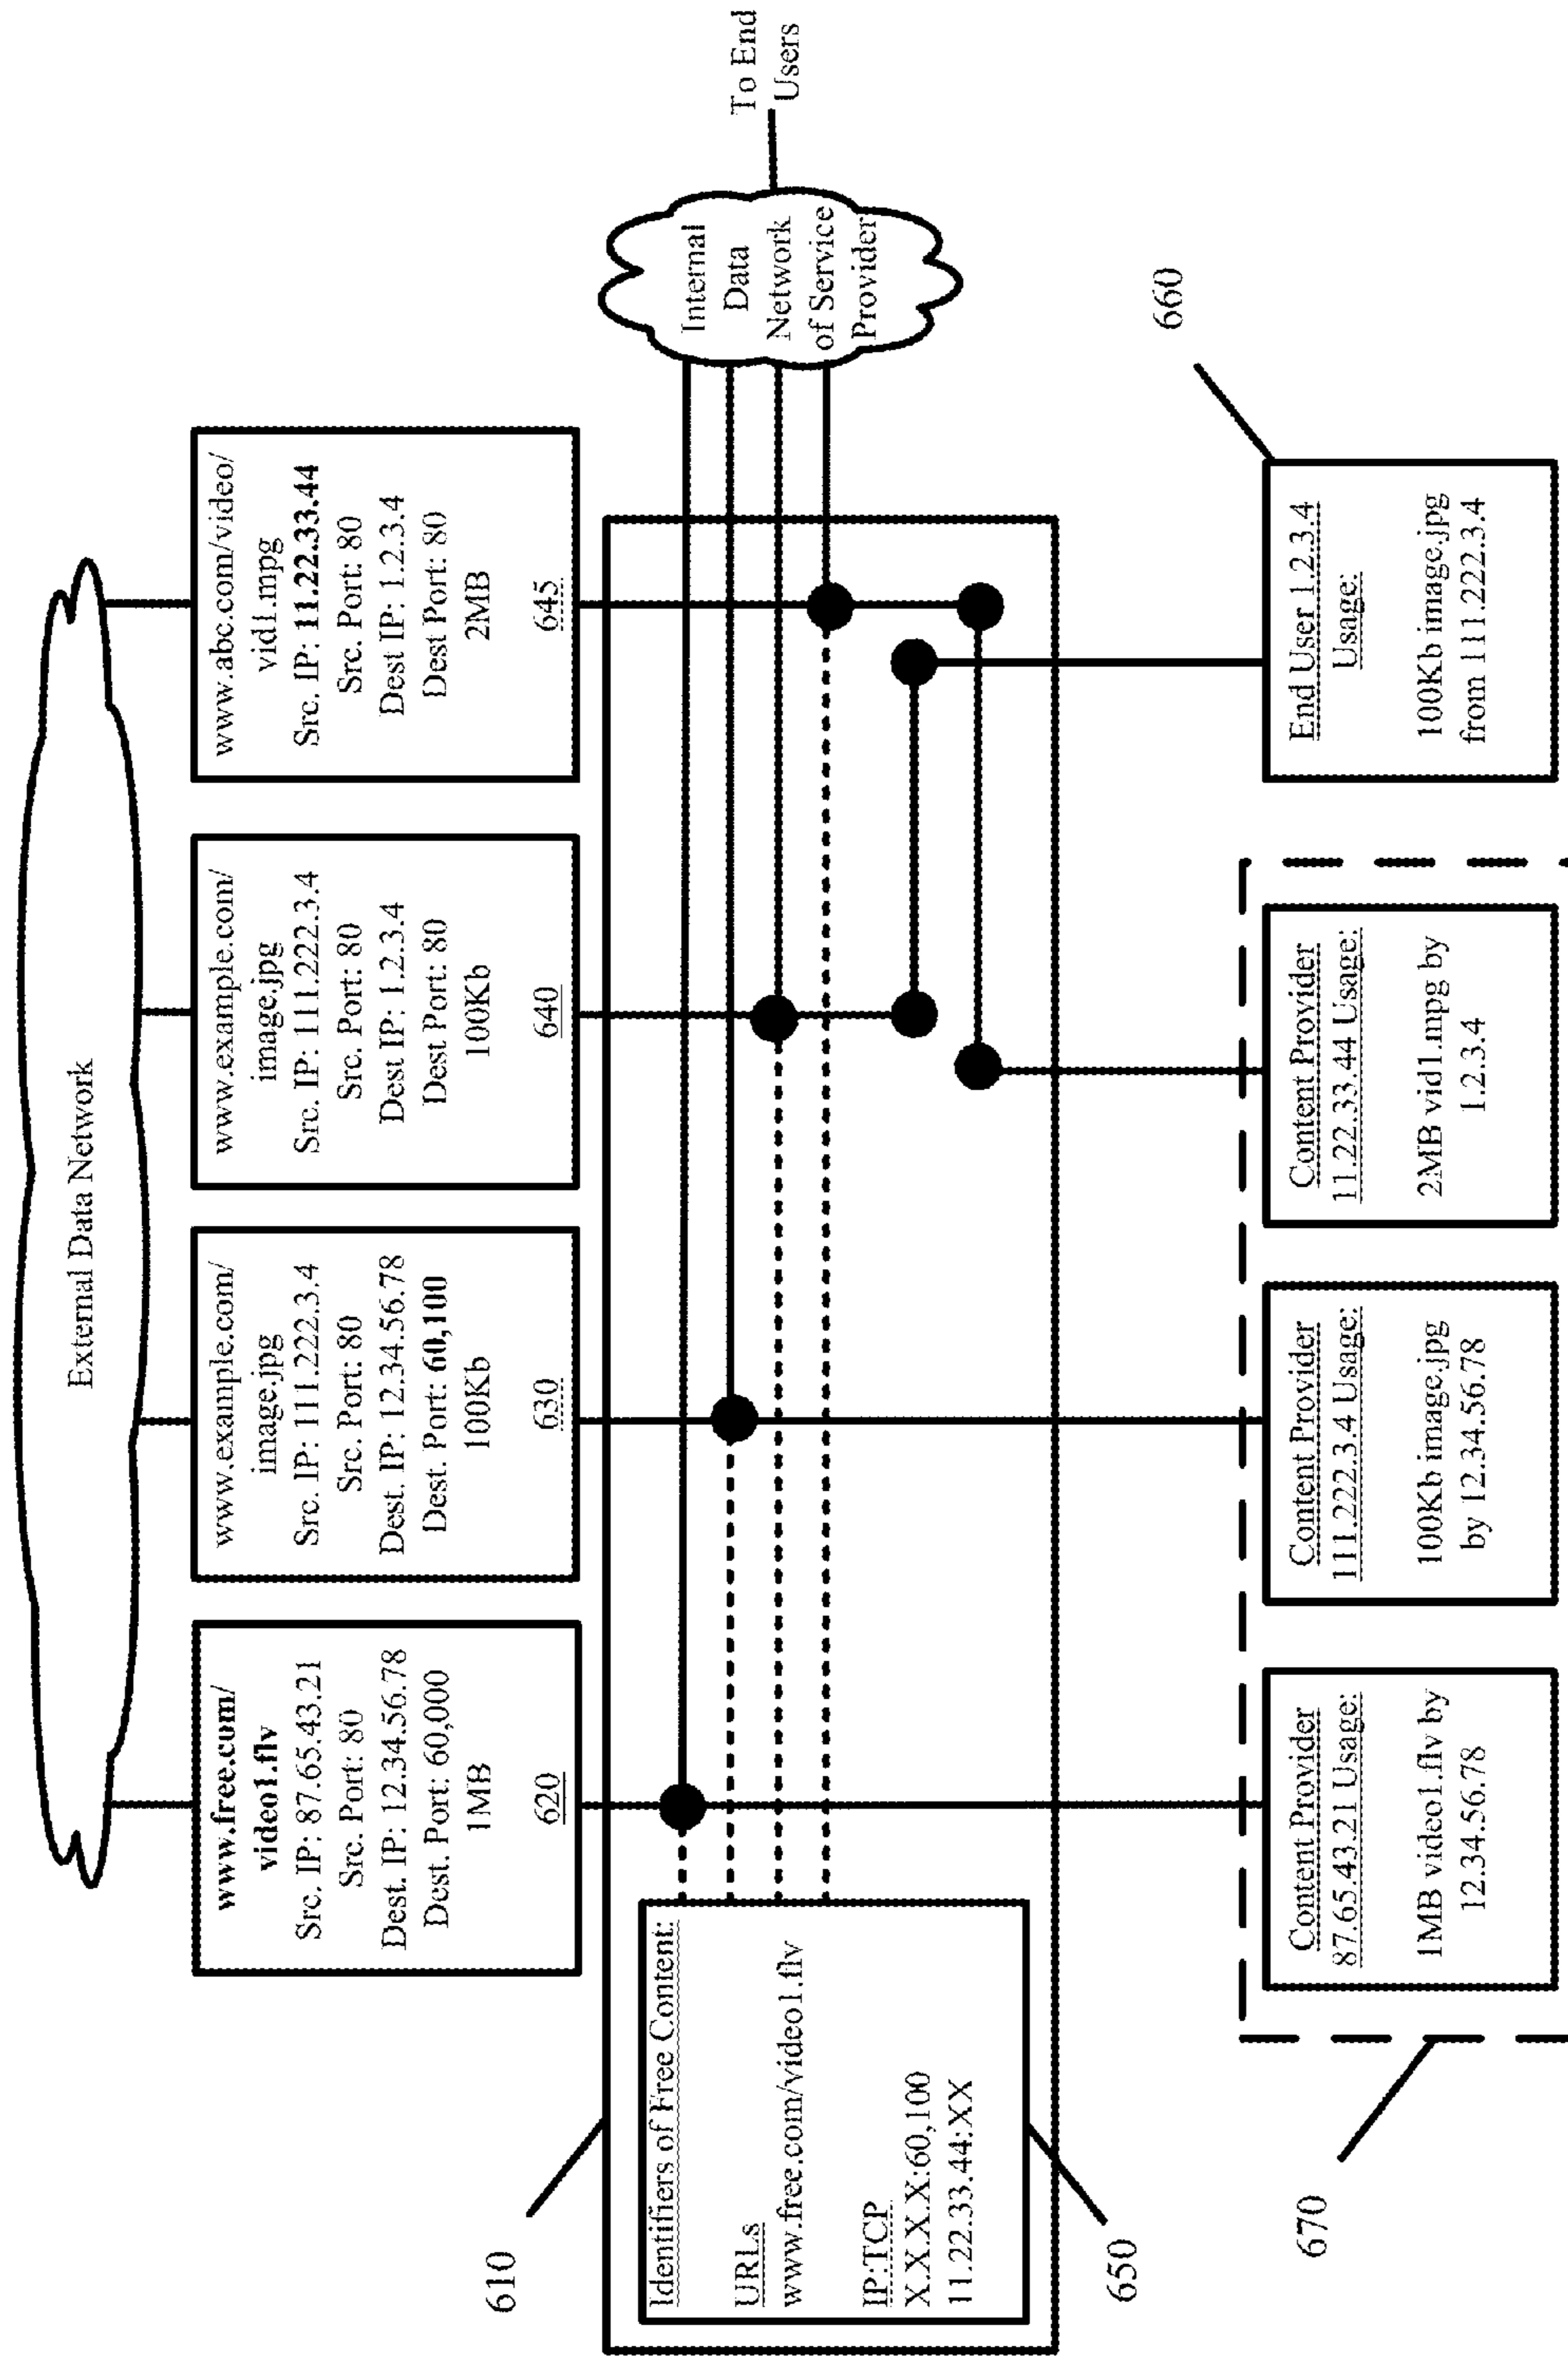 External Data Network
www.free.com/
video1.flv
Src. IP: 87.65.43.21
Src. Port: 80
Dest. IP: 12.34.56.78
Dest. Port: 60,000
1MB
620
www.example.com/
image.jpg
Src. IP: 111.222.3.4
Src. Port: 80
Dest. IP: 12.34.56.78
Dest. Port: 60,100
100Kb
630
www.example.com/
image.jpg
Src. IP: 111.222.3.4
Src. Port: 80
Dest IP: 1.2.3.4
Dest Port: 80
100Kb
640
www.abc.com/video/
vid1.mpg
Src. IP: 11.22.33.44
Src. Port: 80
Dest IP: 1.2.3.4
Dest Port: 80
2MB
645
610
Identifiers of Free Content:
URLs
www.free.com/video1.flv
IP:TCP
X.X.X.X:60,100
11.22.33.44:XX
650
Internal
Data
Network
of Service
Provider
To End
Users
670
Content Provider
87.65.43.21 Usage:
1MB video1.flv by
12.34.56.78
Content Provider
111.222.3.4 Usage:
100Kb image.jpg
by 12.34.56.78
Content Provider
11.22.33.44 Usage:
2MB vid1.mpg by
1.2.3.4
End User 1.2.3.4
Usage:
100Kb image.jpg
from 111.222.3.4
660